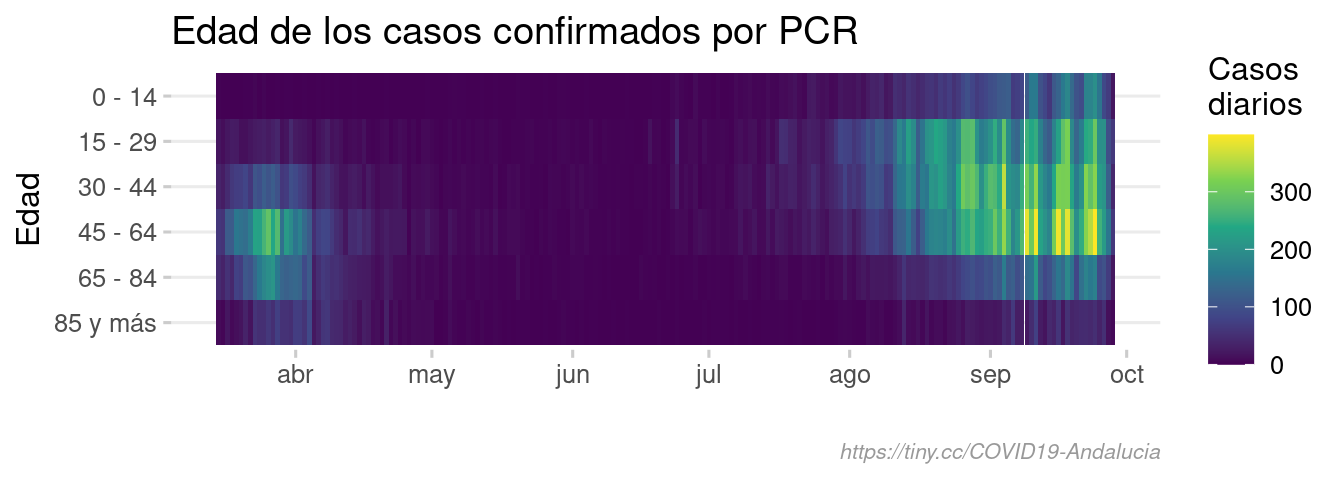 Edad de los casos confirmados por PCR
Edad
0 - 14
15 - 29
30 - 44
45 - 64
65 - 84
85 y más
abr may jun jul ago sep oct
Casos
diarios
300
200
100
0
https://tiny.cc/COVID19-Andalucia